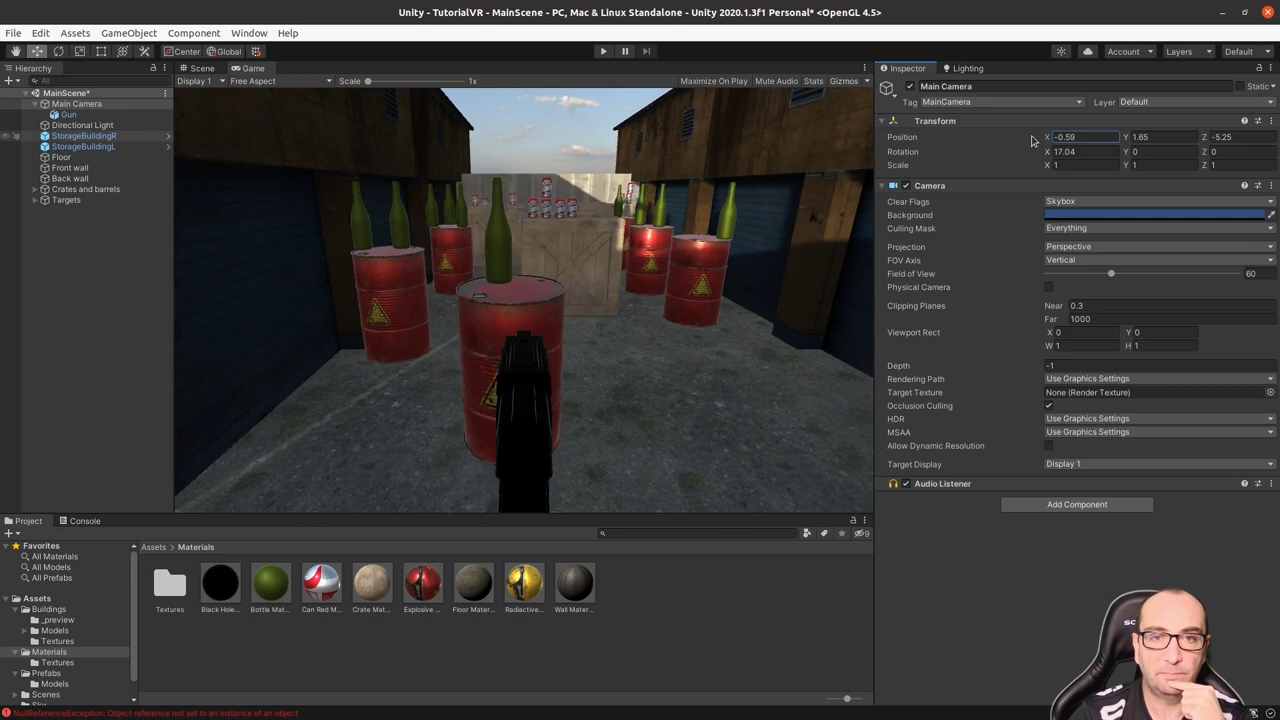 Unity - TutorialVR - MainScene - PC, Mac & Linux Standalone - Unity 2020.1.3f1 Personal* <OpenGL 4.5>
File Edit Assets GameObject Component Window Help
Center Global Account Layers Default
Hierarchy
All
MainScene*
Main Camera
Gun
Directional Light
StorageBuildingR
StorageBuildingL
Floor
Front wall
Back wall
Crates and barrels
Targets
Scene Game
Display 1 Free Aspect Scale 1x Maximize On Play Mute Audio Stats Gizmos
Inspector Lighting
Main Camera Static
Tag MainCamera Layer Default
Transform
Position X -0.59 Y 1.65 Z -5.25
Rotation X 17.04 Y 0 Z 0
Scale X 1 Y 1 Z 1
Camera
Clear Flags Skybox
Background
Culling Mask Everything
Projection Perspective
FOV Axis Vertical
Field of View 60
Physical Camera
Clipping Planes Near 0.3
Far 1000
Viewport Rect X 0 Y 0
W 1 H 1
Depth -1
Rendering Path Use Graphics Settings
Target Texture None (Render Texture)
Occlusion Culling
HDR Use Graphics Settings
MSAA Use Graphics Settings
Allow Dynamic Resolution
Target Display Display 1
Audio Listener
Add Component
Project Console
9
Favorites
All Materials
All Models
All Prefabs
Assets
Buildings
_preview
Models
Textures
Materials
Textures
Prefabs
Models
Scenes
Assets > Materials
Textures Black Hole... Bottle Mat... Can Red M... Crate Mat... Explosive ... Floor Mater... Radiactive... Wall Mater...
NullReferenceException: Object reference not set to an instance of an object